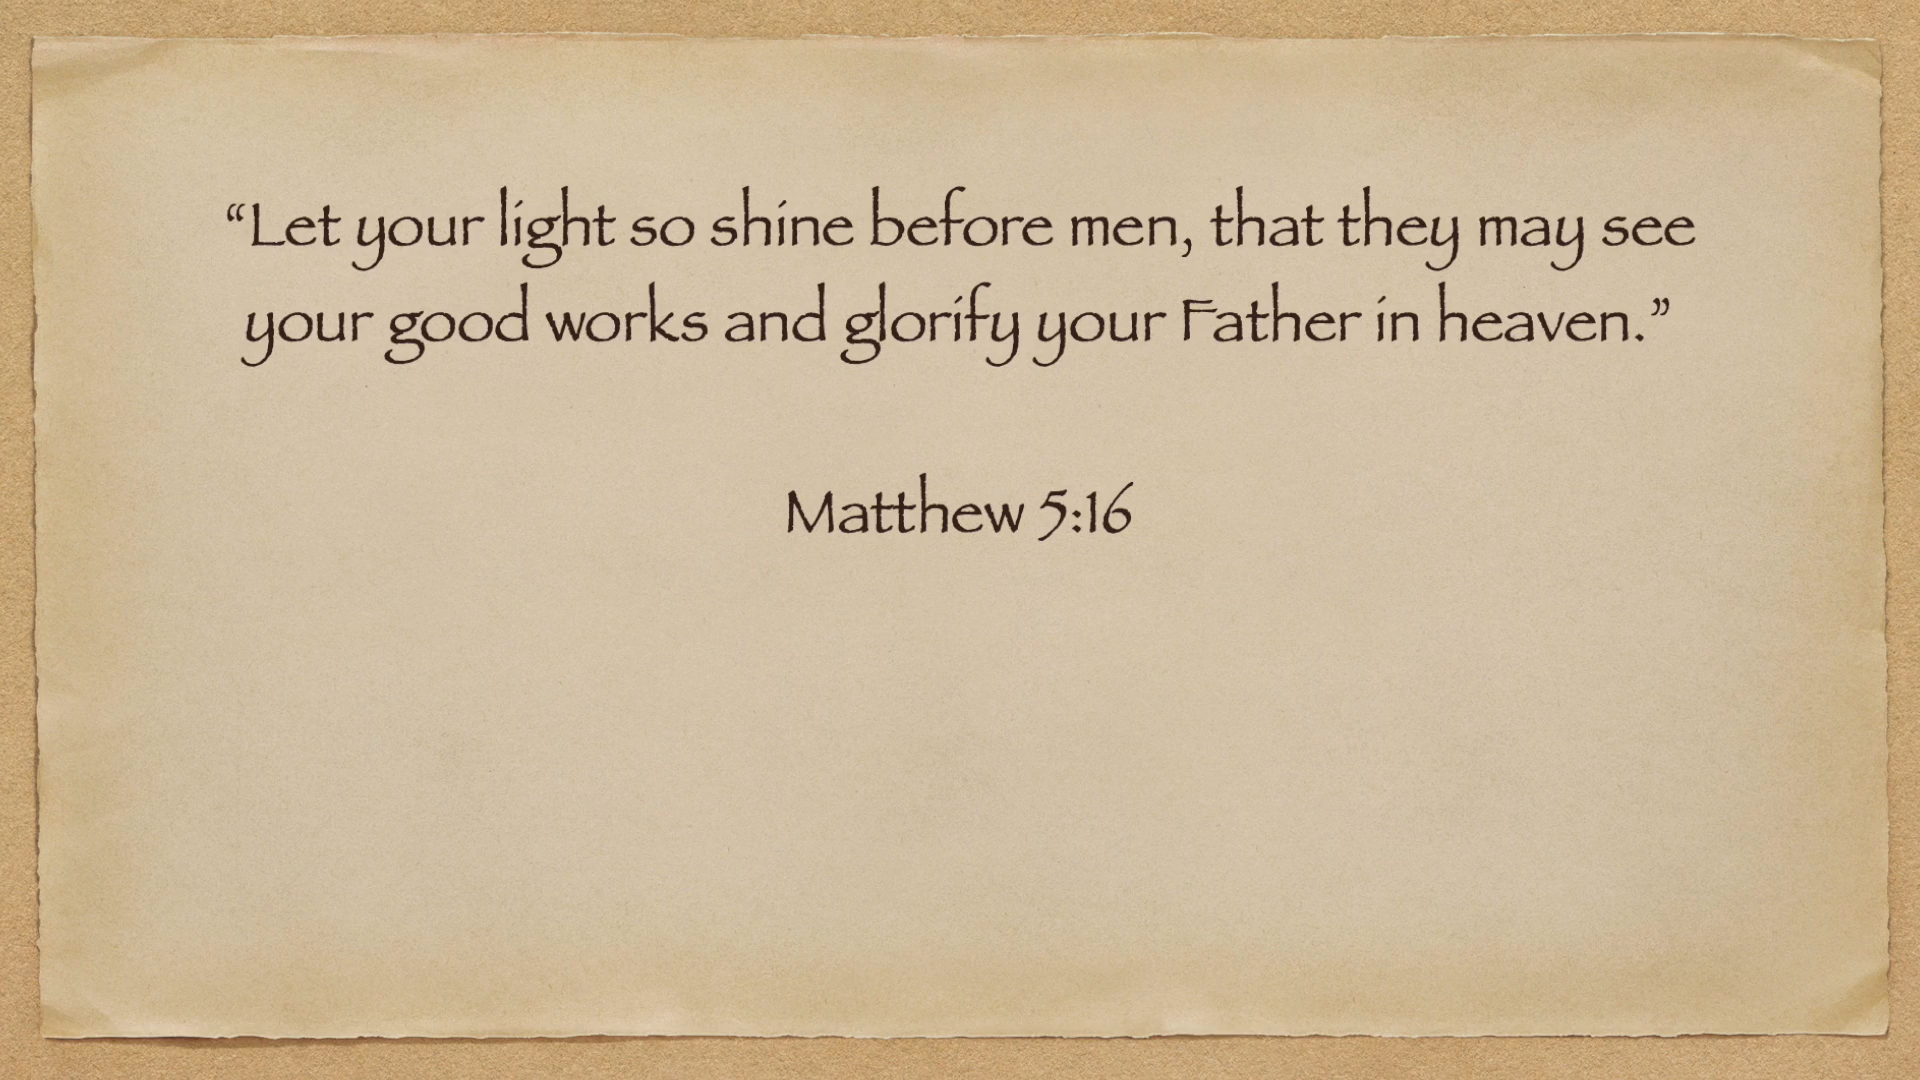 “Let your light so shine before men, that they may see
your good works and glorify your Father in heaven.”
Matthew 5:16